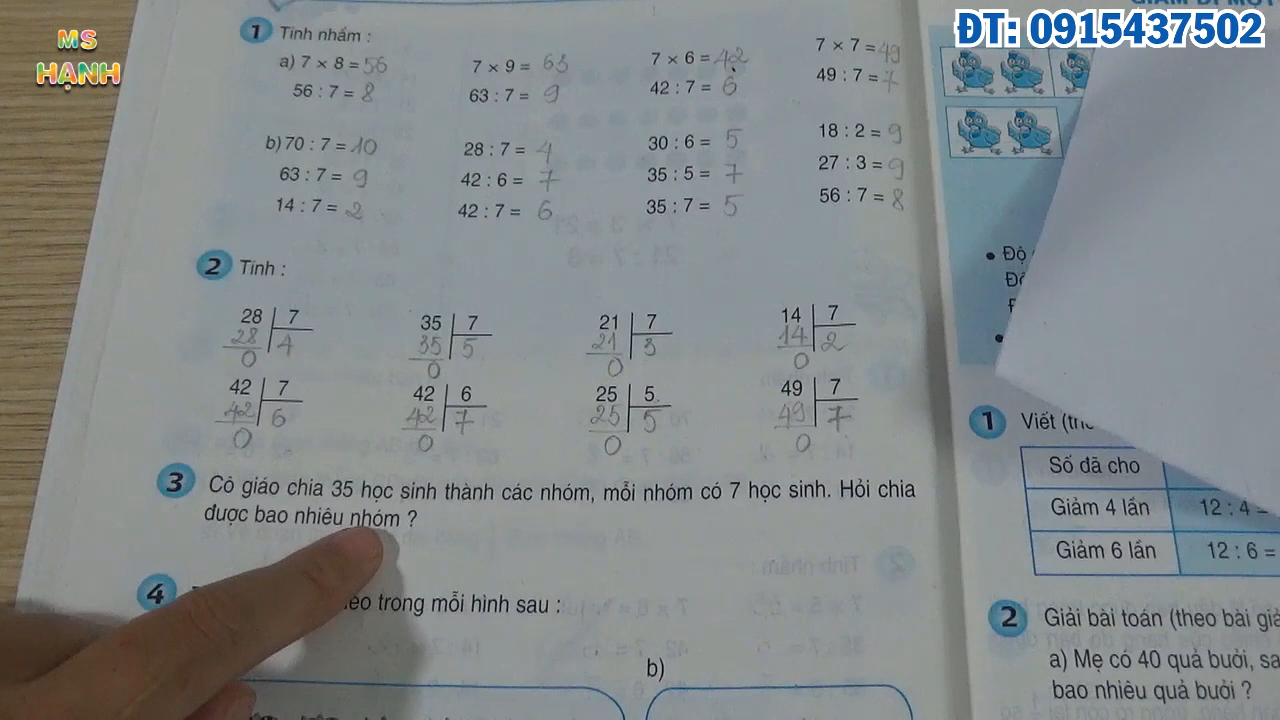 MS
HẠNH
ĐT: 0915437502
1 Tính nhẩm :
a) 7 × 8 = 56
7 × 9 = 63
7 × 6 = 42
7 × 7 = 49
56 : 7 = 8
63 : 7 = 9
42 : 7 = 6
49 : 7 = 7
b) 70 : 7 = 10
28 : 7 = 4
30 : 6 = 5
18 : 2 = 9
63 : 7 = 9
42 : 6 = 7
35 : 5 = 7
27 : 3 = 9
14 : 7 = 2
42 : 7 = 6
35 : 7 = 5
56 : 7 = 8
2 Tính :
28 7
28 4
0
35 7
35 5
0
21 7
21 3
0
14 7
14 2
0
42 7
42 6
0
42 6
42 7
0
25 5
25 5
0
49 7
49 7
0
3 Cô giáo chia 35 học sinh thành các nhóm, mỗi nhóm có 7 học sinh. Hỏi chia
được bao nhiêu nhóm ?
4
trong mỗi hình sau :
b)
Độ
1 Viết
Số đã cho
Giảm 4 lần 12 : 4 =
Giảm 6 lần 12 : 6 =
2 Giải bài toán (theo bài
a) Mẹ có 40 quả bưởi,
bao nhiêu quả bưởi ?